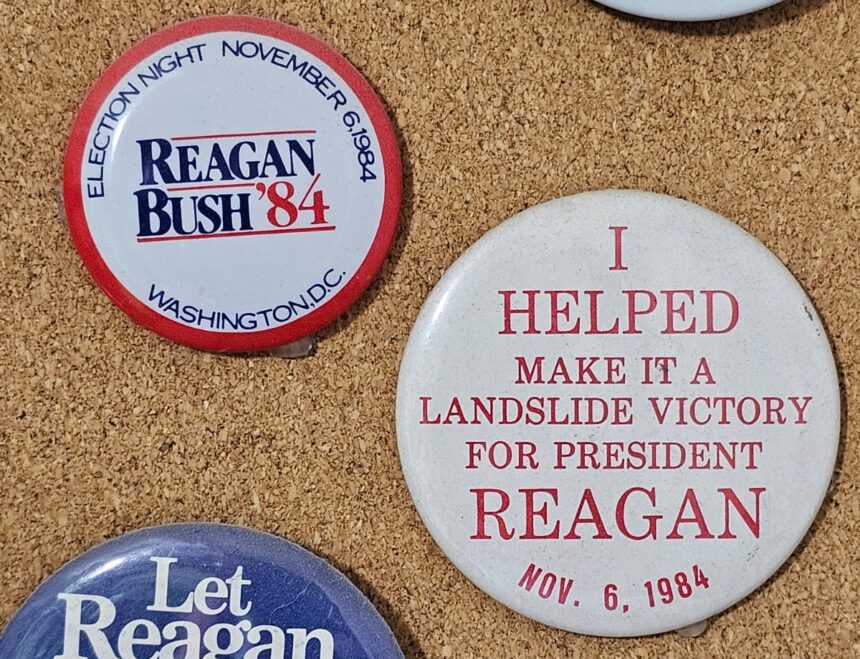 ELECTION NIGHT NOVEMBER 6,1984
REAGAN
BUSH '84
WASHINGTON,D.C.
I
HELPED
MAKE IT A
LANDSLIDE VICTORY
FOR PRESIDENT
REAGAN
NOV. 6, 1984
Let
Reagan